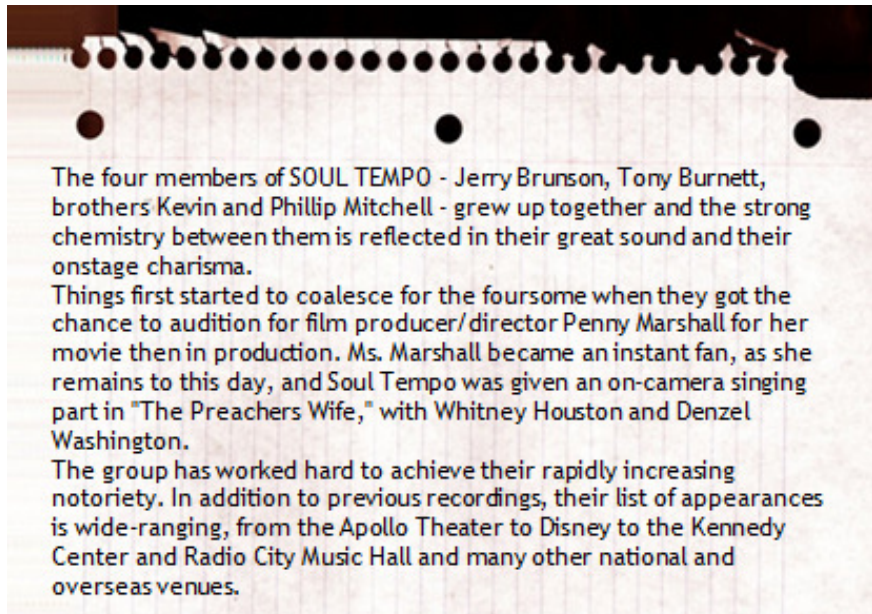 The four members of SOUL TEMPO - Jerry Brunson, Tony Burnett,
brothers Kevin and Phillip Mitchell - grew up together and the strong
chemistry between them is reflected in their great sound and their
onstage charisma.
Things first started to coalesce for the foursome when they got the
chance to audition for film producer/director Penny Marshall for her
movie then in production. Ms. Marshall became an instant fan, as she
remains to this day, and Soul Tempo was given an on-camera singing
part in "The Preachers Wife," with Whitney Houston and Denzel
Washington.
The group has worked hard to achieve their rapidly increasing
notoriety. In addition to previous recordings, their list of appearances
is wide-ranging, from the Apollo Theater to Disney to the Kennedy
Center and Radio City Music Hall and many other national and
overseas venues.